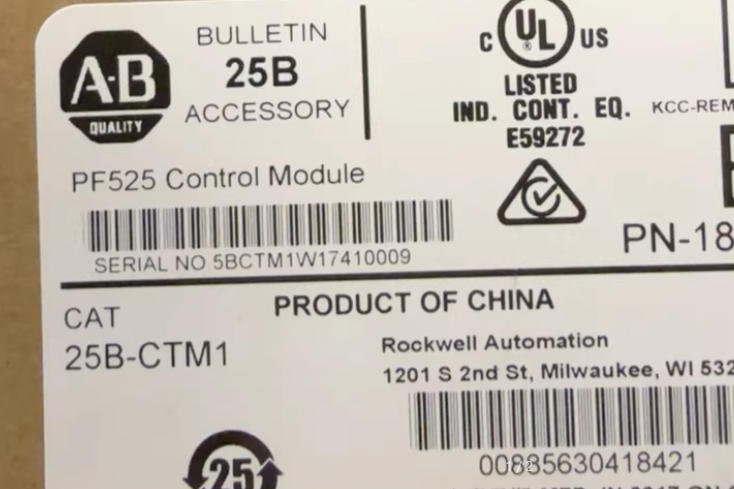 A·B
QUALITY
BULLETIN
25B
ACCESSORY
C UL ® US
LISTED
IND. CONT. EQ.
E59272
KCC-REM
PF525 Control Module
SERIAL NO 5BCTM1W17410009
PN-18
CAT
25B-CTM1
PRODUCT OF CHINA
Rockwell Automation
1201 S 2nd St, Milwaukee, WI 532
25
00885630418421